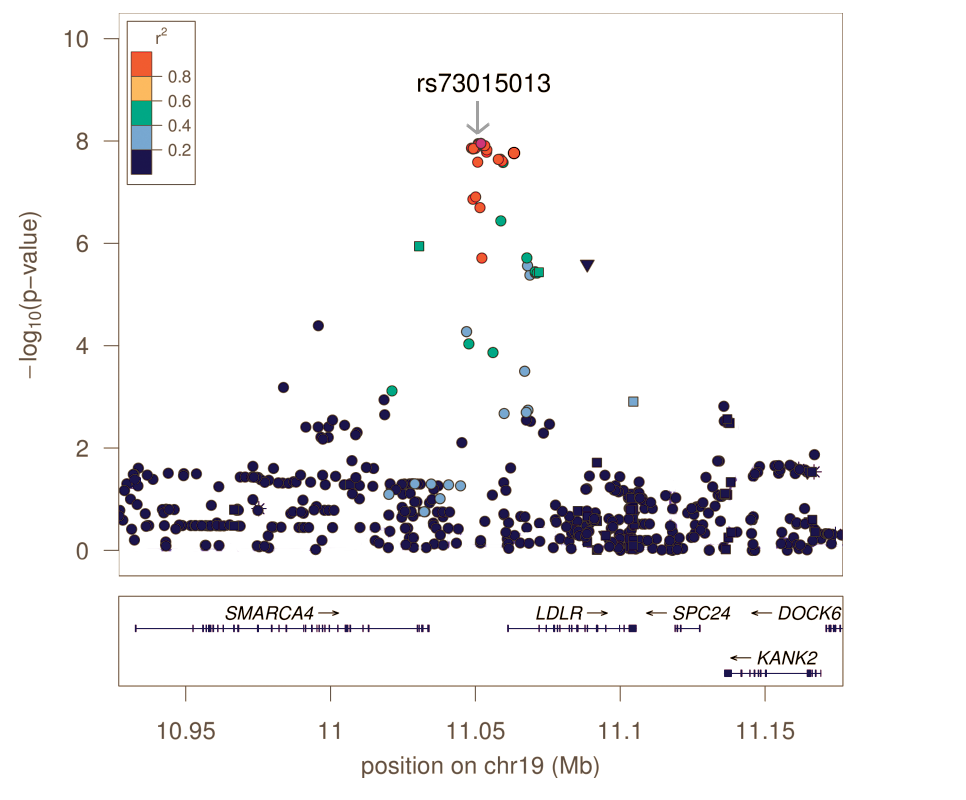 r²
0.8
0.6
0.4
0.2
rs73015013
10
8
6
4
2
0
−log₁₀(p−value)
SMARCA4 →
LDLR →
← SPC24
← DOCK6
← KANK2
10.95
11
11.05
11.1
11.15
position on chr19 (Mb)